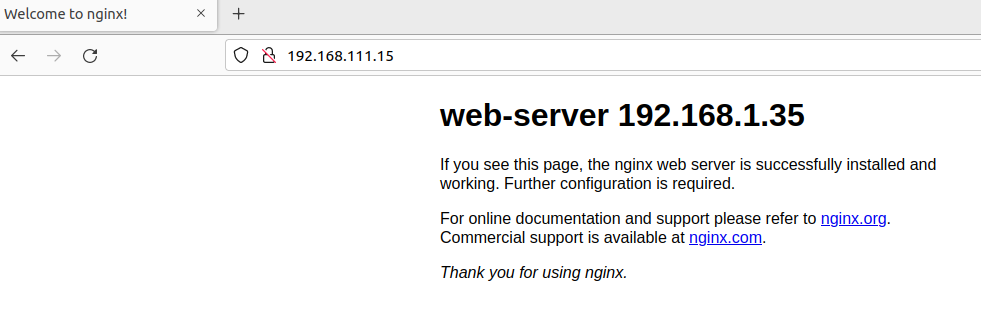 Welcome to nginx!
192.168.111.15
web-server 192.168.1.35
If you see this page, the nginx web server is successfully installed and
working. Further configuration is required.
For online documentation and support please refer to nginx.org.
Commercial support is available at nginx.com.
Thank you for using nginx.